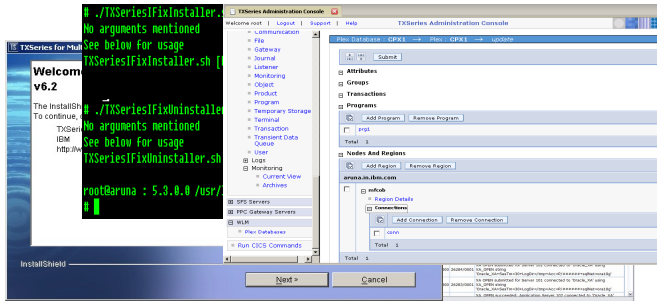 TXSeries for Mul
Welcom
v6.2
The InstallShi
To continue, c
TXSerie
IBM
http://w
InstallShield
Next >
Cancel
# ./TXSeriesIFixInstaller.s
No arguments mentioned
See below for usage
TXSeriesIFixInstaller.sh [
# ./TXSeriesIFixUninstaller
No arguments mentioned
See below for usage
TXSeriesIFixUninstaller.sh
root@aruna : 5.3.0.0 /usr/
#
TXSeries Administration Console
Welcome root | Logout | Support | Help
TXSeries Administration Console
Communication
File
Gateway
Journal
Listener
Monitoring
Object
Product
Program
Temporary Storage
Terminal
Transaction
Transient Data
Queue
User
Logs
Monitoring
Current View
Archives
SFS Servers
PPC Gateway Servers
WLM
Plex Databases
Run CICS Commands
Plex Database : CPX1 → Plex : CPX1 → update
Submit
Attributes
Groups
Transactions
Programs
Add Program Remove Program
prg1
Total 1
Nodes And Regions
Add Region Remove Region
aruna.in.ibm.com
mfcob
Region Details
Connections
Add Connection Remove Connection
conn
Total 1
Total 1